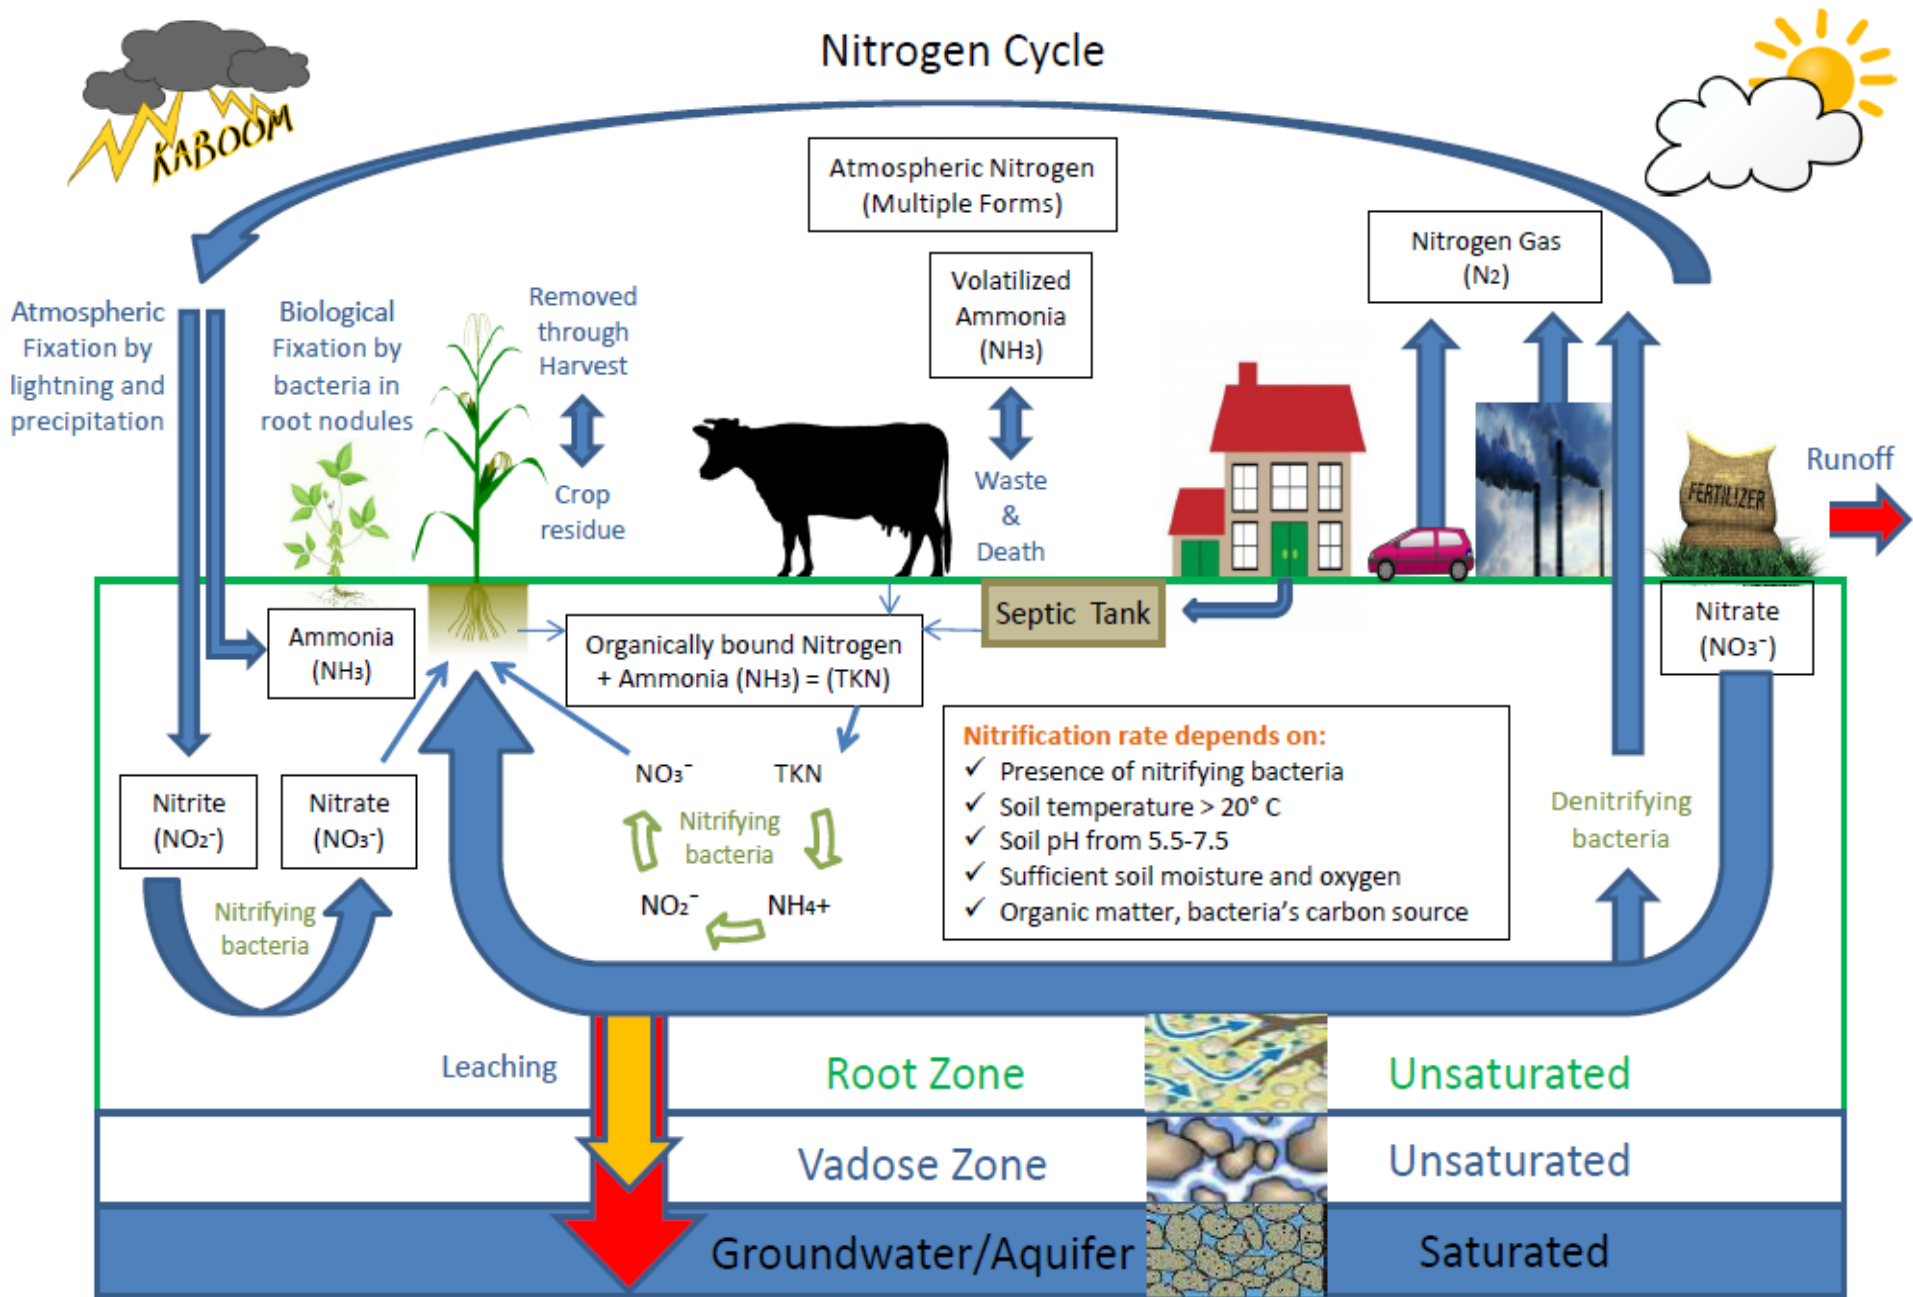 Nitrogen Cycle
KABOOM
Atmospheric Nitrogen
(Multiple Forms)
Nitrogen Gas
(N₂)
Volatilized
Ammonia
(NH₃)
Atmospheric
Fixation by
lightning and
precipitation
Biological
Fixation by
bacteria in
root nodules
Removed
through
Harvest
Crop
residue
Waste
&
Death
FERTILIZER
Runoff
Septic Tank
Ammonia
(NH₃)
Organically bound Nitrogen
+ Ammonia (NH₃) = (TKN)
Nitrate
(NO₃⁻)
Nitrite
(NO₂⁻)
Nitrate
(NO₃⁻)
Nitrifying
bacteria
NO₃⁻
TKN
Nitrifying
bacteria
NO₂⁻
NH₄+
Nitrification rate depends on:
✓ Presence of nitrifying bacteria
✓ Soil temperature > 20° C
✓ Soil pH from 5.5-7.5
✓ Sufficient soil moisture and oxygen
✓ Organic matter, bacteria's carbon source
Denitrifying
bacteria
Leaching
Root Zone
Unsaturated
Vadose Zone
Unsaturated
Groundwater/Aquifer
Saturated